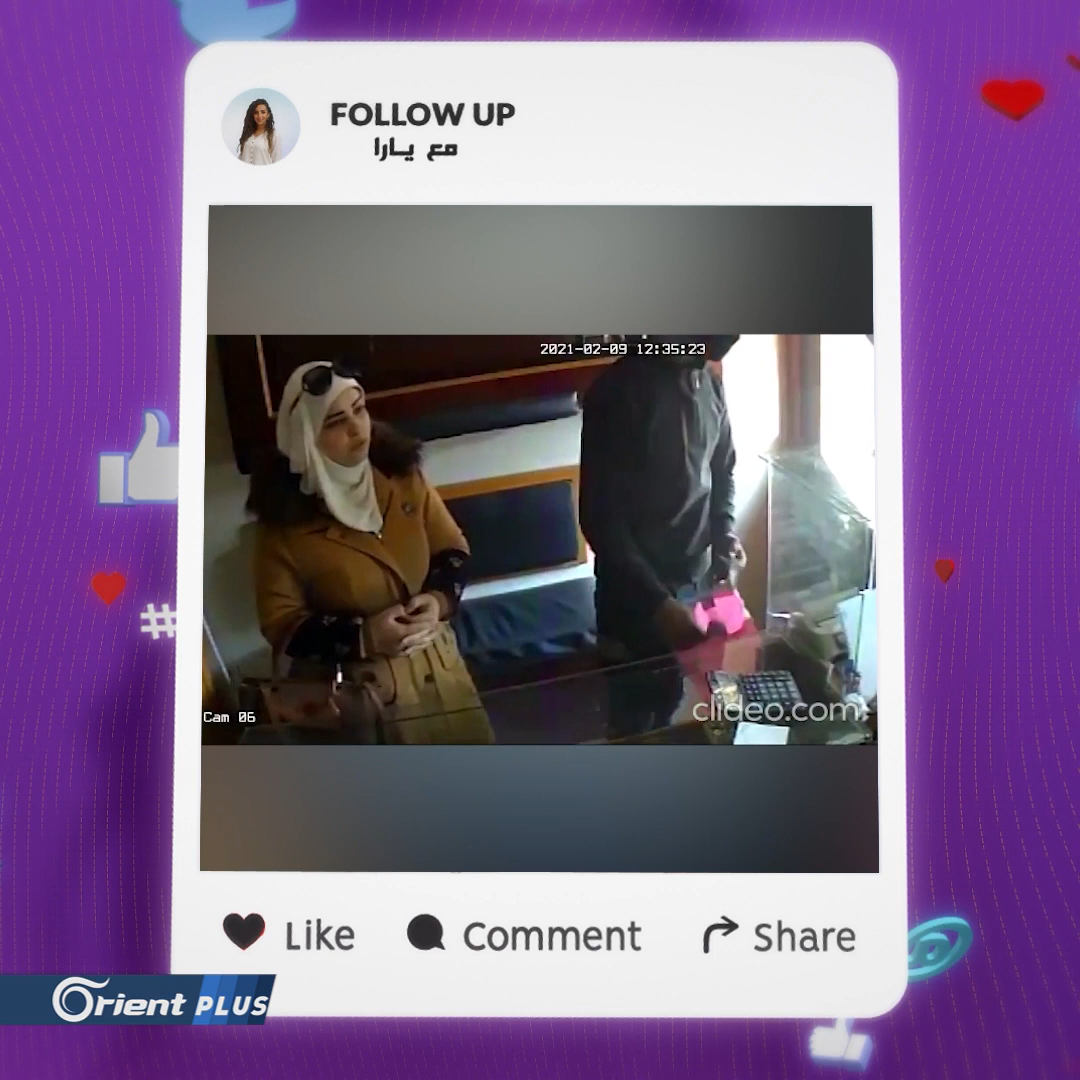 FOLLOW UP
مع يارا
2021-02-09 12:35:23
Cam 06
clideo.com
Like Comment Share
Orient PLUS
#